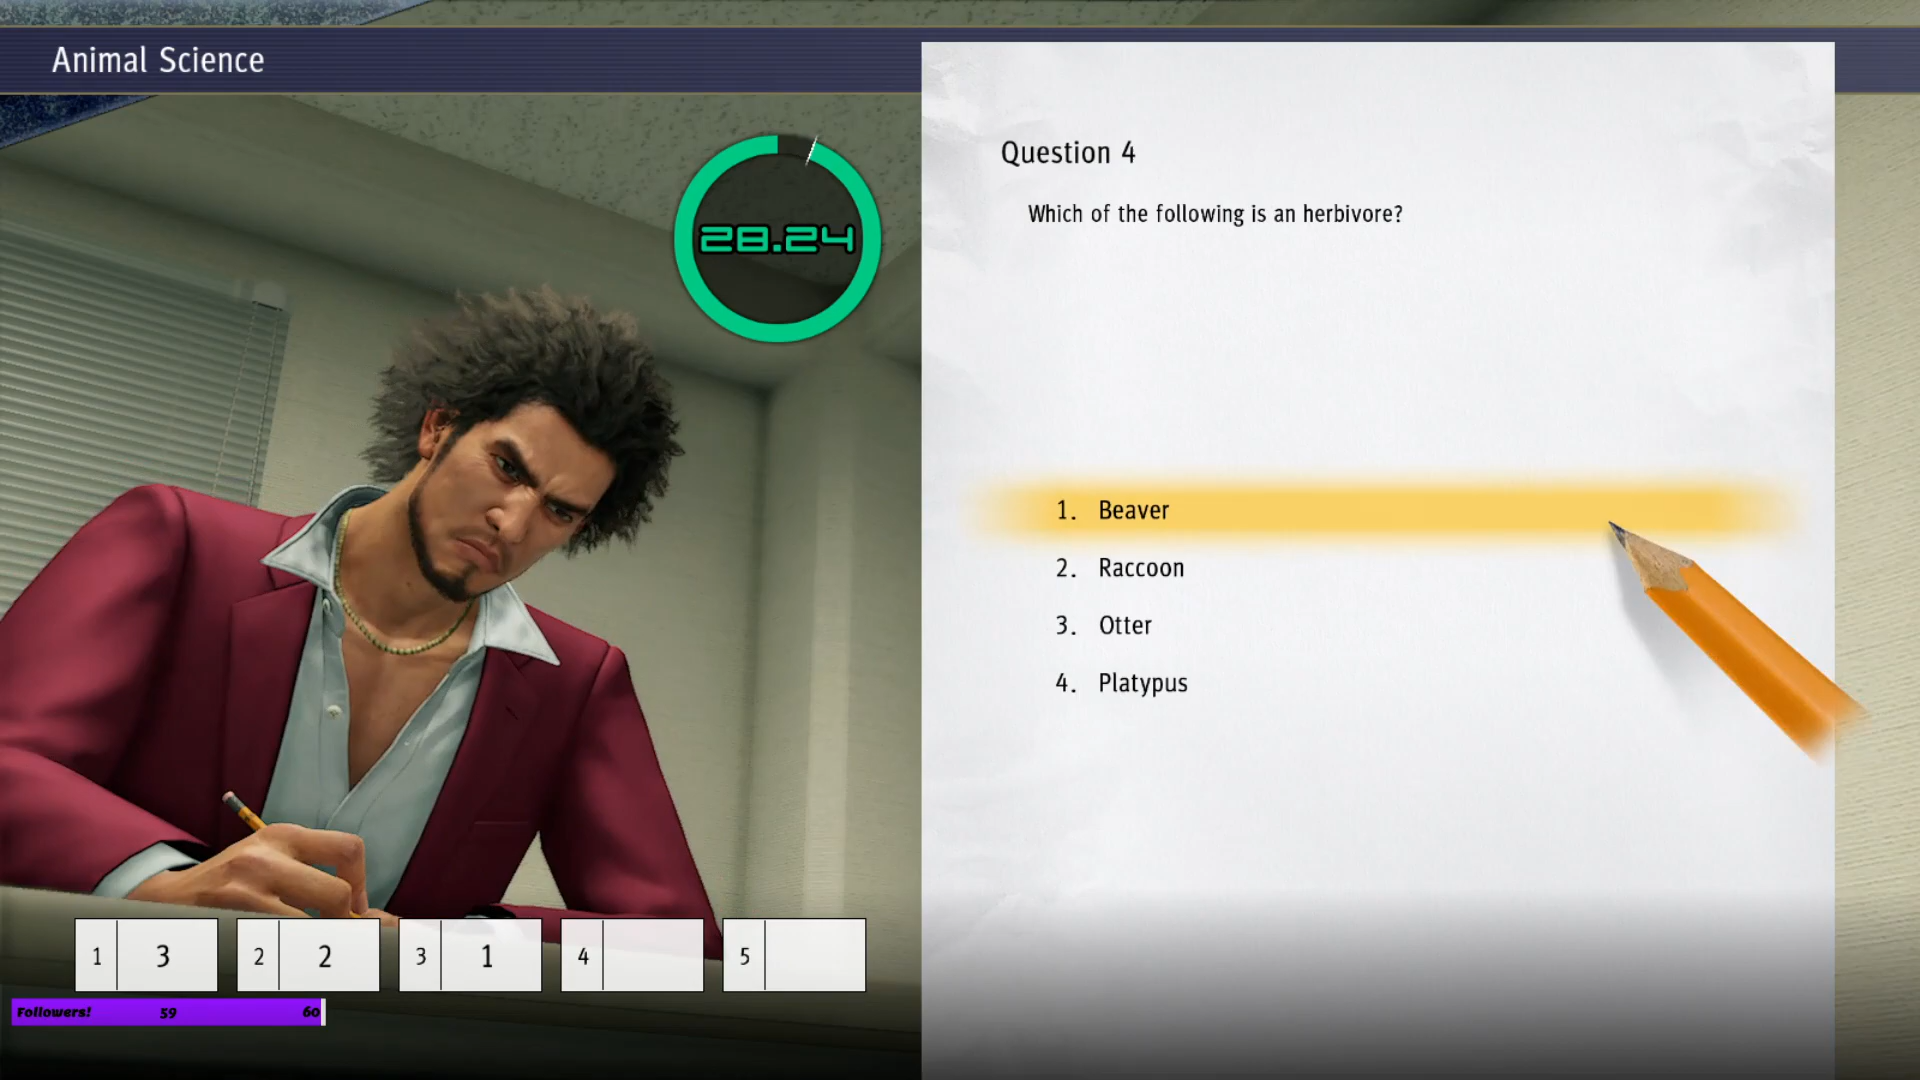 Animal Science
28.24
Question 4
Which of the following is an herbivore?
1. Beaver
2. Raccoon
3. Otter
4. Platypus
1 3 2 2 3 1 4 5
Followers! 59 60